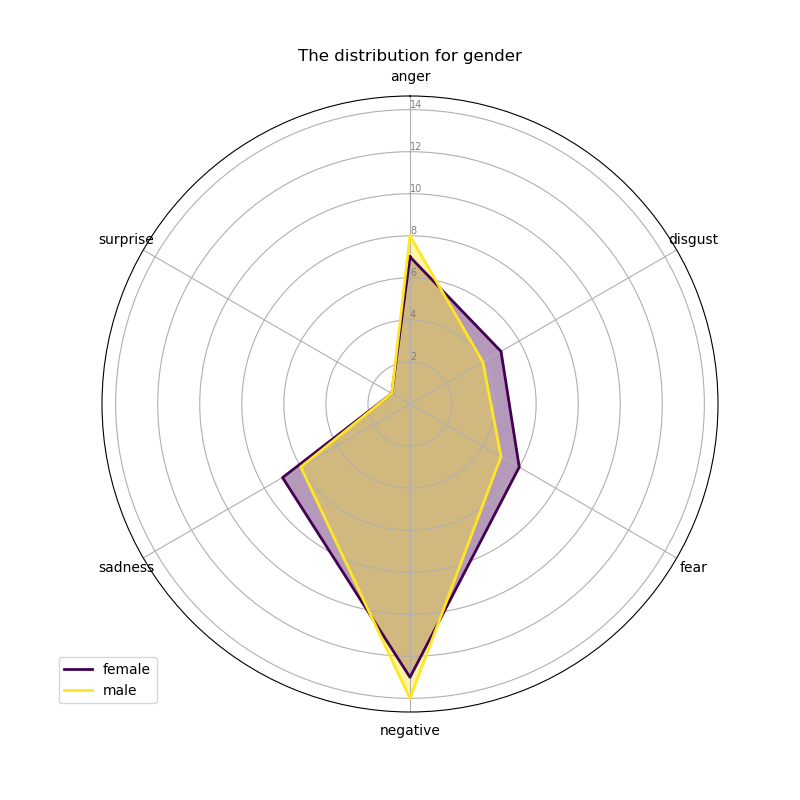 The distribution for gender
anger
14
12
10
surprise
disgust
8
6
4
2
sadness
fear
female
male
negative